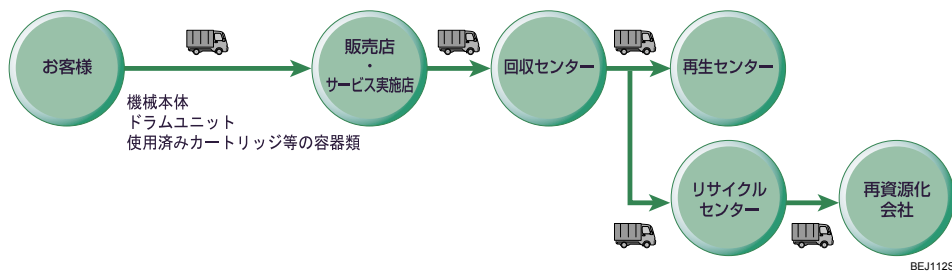 お客様
販売店
・
サービス実施店
回収センター
再生センター
機械本体
ドラムユニット
使用済みカートリッジ等の容器類
リサイクル
センター
再資源化
会社
BEJ112S